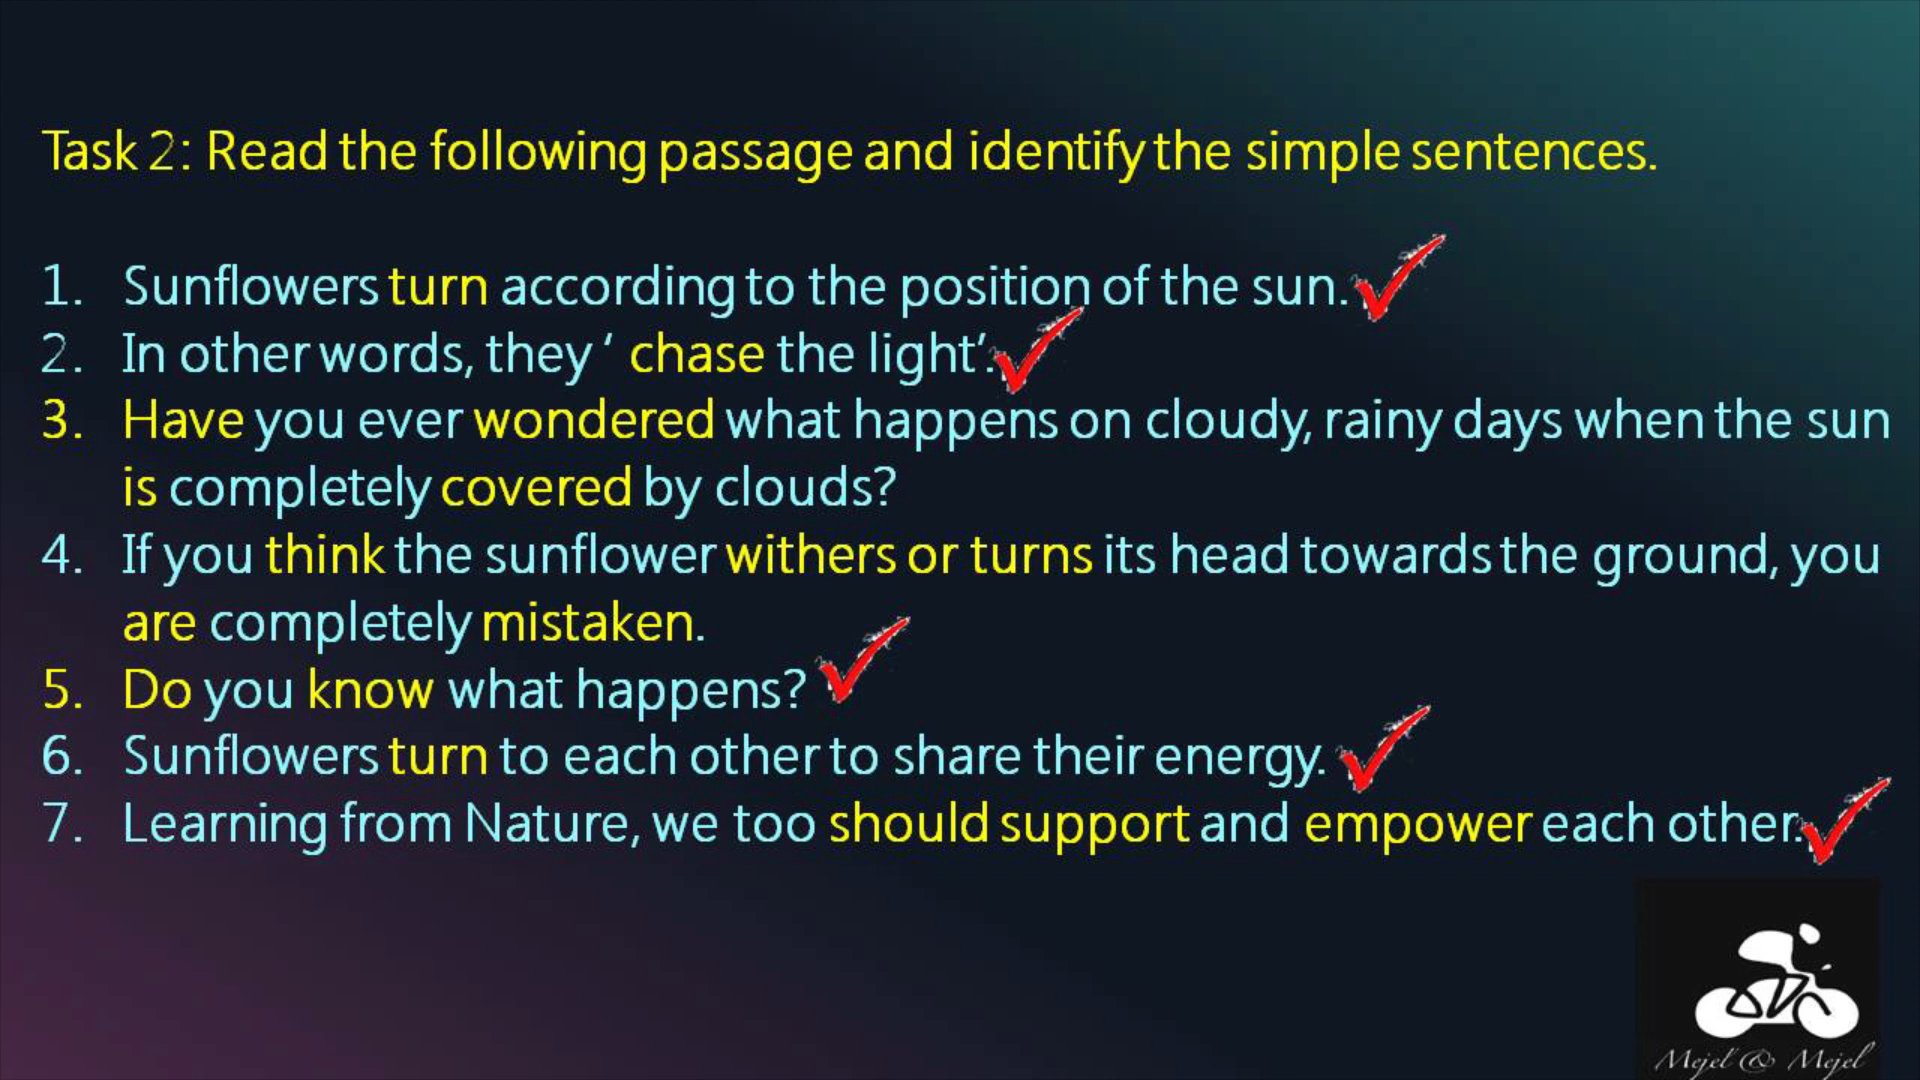 Task 2: Read the following passage and identify the simple sentences.
1. Sunflowers turn according to the position of the sun.
2. In other words, they ‘ chase the light’.
3. Have you ever wondered what happens on cloudy, rainy days when the sun
is completely covered by clouds?
4. If you think the sunflower withers or turns its head towards the ground, you
are completely mistaken.
5. Do you know what happens?
6. Sunflowers turn to each other to share their energy.
7. Learning from Nature, we too should support and empower each other.
Mejel & Mejel